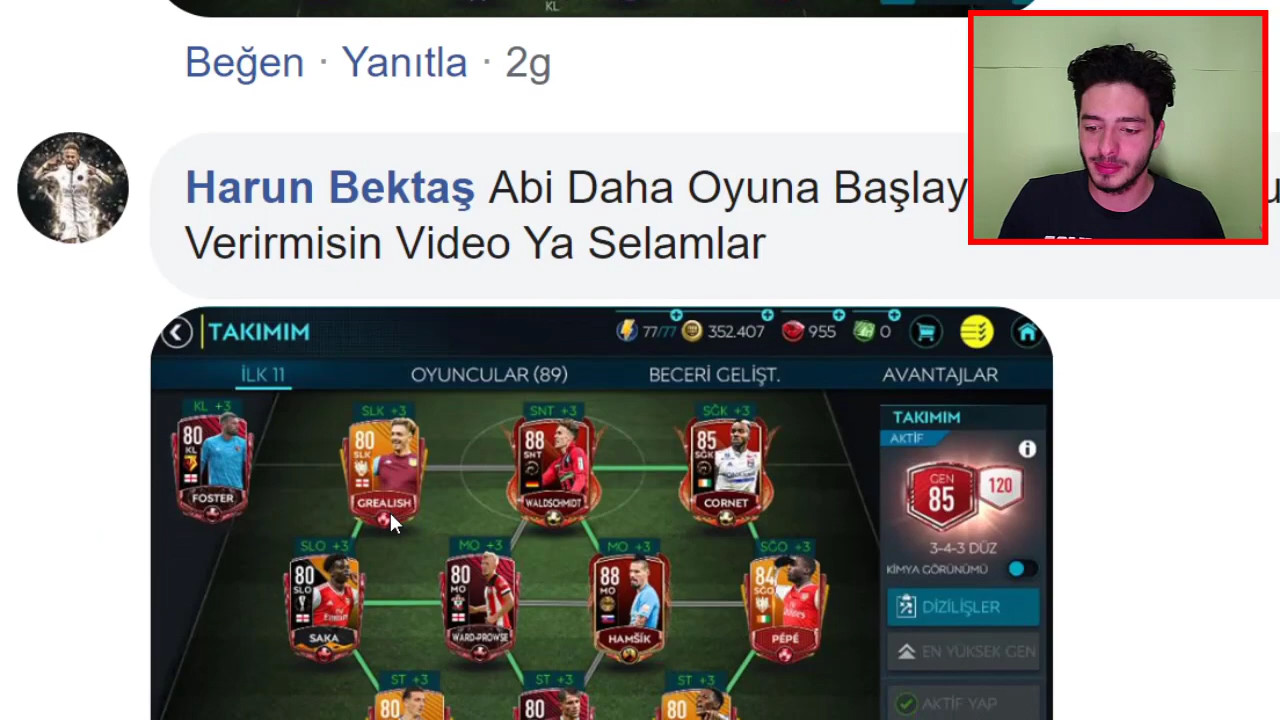 KL
Beğen · Yanıtla · 2g
Harun Bektaş Abi Daha Oyuna
Verirmisin Video Ya Selamlar
TAKIMIM
77/77 352.407 955 0
İLK 11 OYUNCULAR (89) BECERİ GELİŞT. AVANTAJLAR
KL +3 SLK +3 SNT +3 SĞK +3
80 KL FOSTER
80 SLK GREALISH
88 SNT WALDSCHMIDT
85 SĞK CORNET
TAKIMIM
AKTİF
GEN 85 120
3-4-3 DÜZ
KİMYA GÖRÜNÜMÜ
SLO +3 MO +3 MO +3 SĞO +3
80 SLO SAKA
80 MO WARD-PROWSE
88 MO HAMŠÍK
84 SĞO PÉPÉ
DİZİLİŞLER
EN YÜKSEK GEN
ST +3 ST +3 ST +3
80 80 80
AKTİF YAP